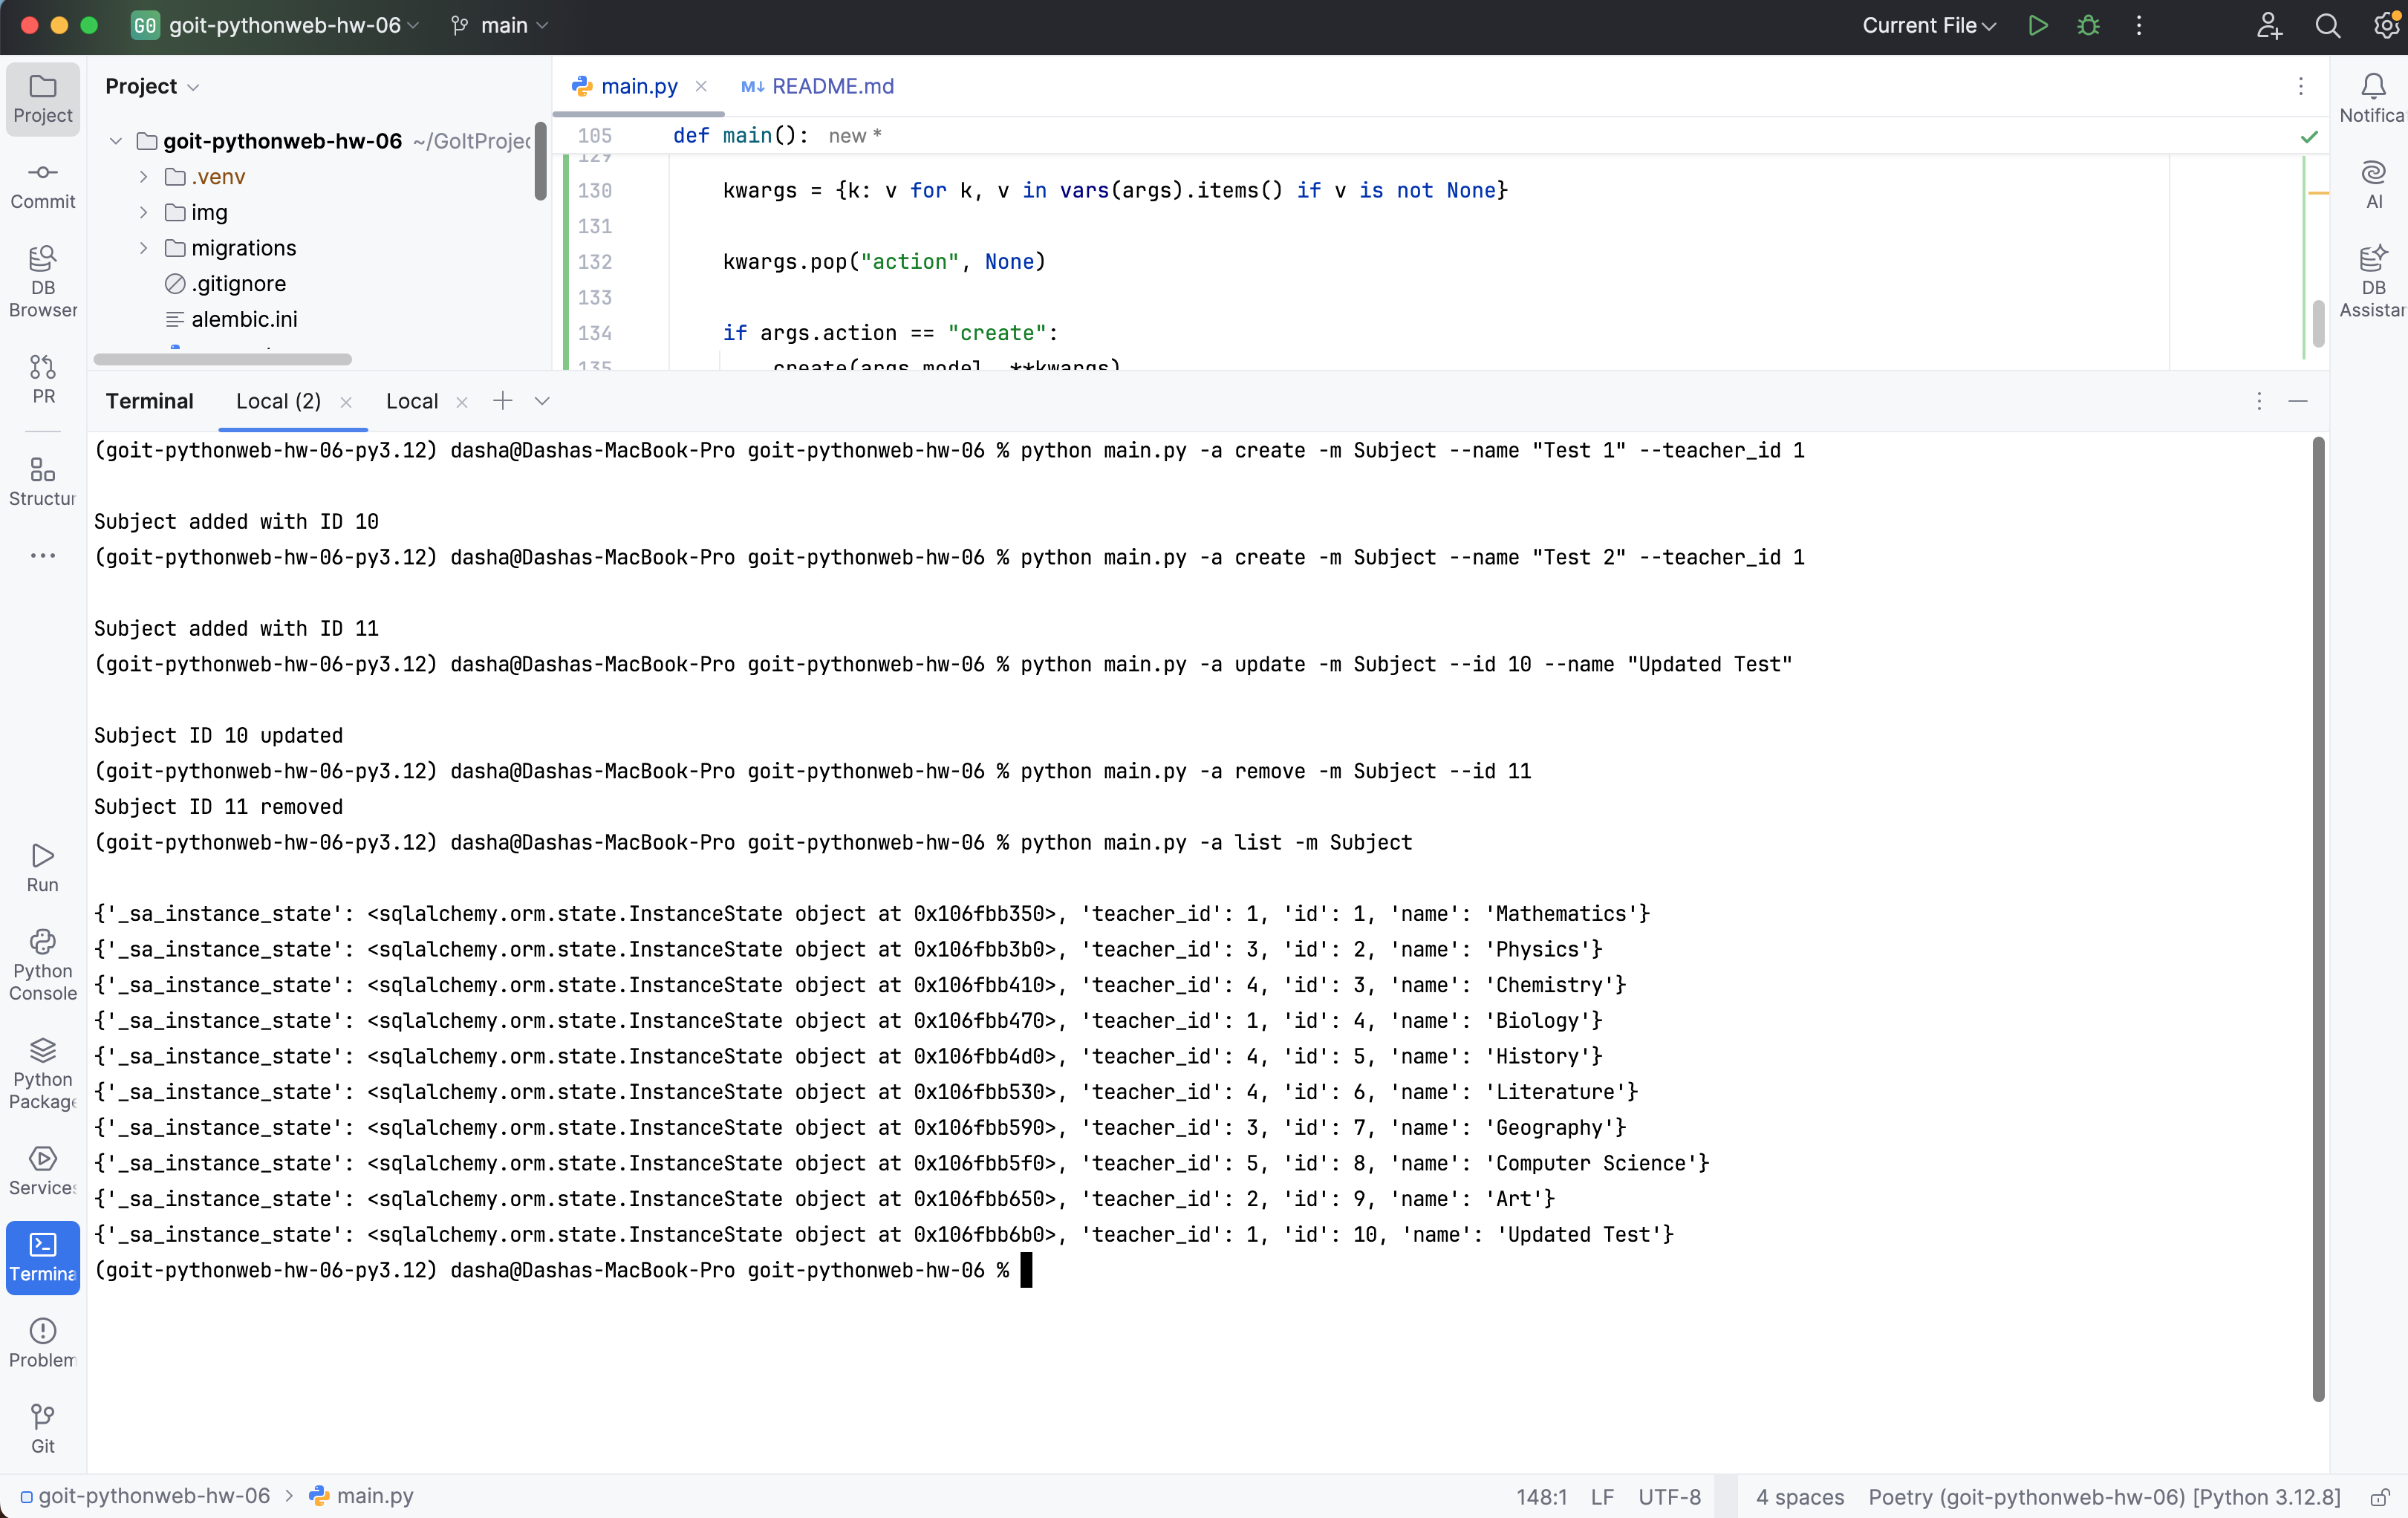 GO goit-pythonweb-hw-06 main Current File
Project
Commit
DB
Browser
PR
Structur
Run
Python
Console
Python
Package
Services
Termina
Problem
Git
Project
goit-pythonweb-hw-06 ~/GoItProjec
.venv
img
migrations
.gitignore
alembic.ini
main.py
M↓ README.md
105 def main(): new *
129
130 kwargs = {k: v for k, v in vars(args).items() if v is not None}
131
132 kwargs.pop("action", None)
133
134 if args.action == "create":
135 create(args.model, **kwargs)
Notifica
AI
DB
Assistar
Terminal Local (2) Local
(goit-pythonweb-hw-06-py3.12) dasha@Dashas-MacBook-Pro goit-pythonweb-hw-06 % python main.py -a create -m Subject --name "Test 1" --teacher_id 1
Subject added with ID 10
(goit-pythonweb-hw-06-py3.12) dasha@Dashas-MacBook-Pro goit-pythonweb-hw-06 % python main.py -a create -m Subject --name "Test 2" --teacher_id 1
Subject added with ID 11
(goit-pythonweb-hw-06-py3.12) dasha@Dashas-MacBook-Pro goit-pythonweb-hw-06 % python main.py -a update -m Subject --id 10 --name "Updated Test"
Subject ID 10 updated
(goit-pythonweb-hw-06-py3.12) dasha@Dashas-MacBook-Pro goit-pythonweb-hw-06 % python main.py -a remove -m Subject --id 11
Subject ID 11 removed
(goit-pythonweb-hw-06-py3.12) dasha@Dashas-MacBook-Pro goit-pythonweb-hw-06 % python main.py -a list -m Subject
{'_sa_instance_state': <sqlalchemy.orm.state.InstanceState object at 0x106fbb350>, 'teacher_id': 1, 'id': 1, 'name': 'Mathematics'}
{'_sa_instance_state': <sqlalchemy.orm.state.InstanceState object at 0x106fbb3b0>, 'teacher_id': 3, 'id': 2, 'name': 'Physics'}
{'_sa_instance_state': <sqlalchemy.orm.state.InstanceState object at 0x106fbb410>, 'teacher_id': 4, 'id': 3, 'name': 'Chemistry'}
{'_sa_instance_state': <sqlalchemy.orm.state.InstanceState object at 0x106fbb470>, 'teacher_id': 1, 'id': 4, 'name': 'Biology'}
{'_sa_instance_state': <sqlalchemy.orm.state.InstanceState object at 0x106fbb4d0>, 'teacher_id': 4, 'id': 5, 'name': 'History'}
{'_sa_instance_state': <sqlalchemy.orm.state.InstanceState object at 0x106fbb530>, 'teacher_id': 4, 'id': 6, 'name': 'Literature'}
{'_sa_instance_state': <sqlalchemy.orm.state.InstanceState object at 0x106fbb590>, 'teacher_id': 3, 'id': 7, 'name': 'Geography'}
{'_sa_instance_state': <sqlalchemy.orm.state.InstanceState object at 0x106fbb5f0>, 'teacher_id': 5, 'id': 8, 'name': 'Computer Science'}
{'_sa_instance_state': <sqlalchemy.orm.state.InstanceState object at 0x106fbb650>, 'teacher_id': 2, 'id': 9, 'name': 'Art'}
{'_sa_instance_state': <sqlalchemy.orm.state.InstanceState object at 0x106fbb6b0>, 'teacher_id': 1, 'id': 10, 'name': 'Updated Test'}
(goit-pythonweb-hw-06-py3.12) dasha@Dashas-MacBook-Pro goit-pythonweb-hw-06 %
goit-pythonweb-hw-06 > main.py 148:1 LF UTF-8 4 spaces Poetry (goit-pythonweb-hw-06) [Python 3.12.8]